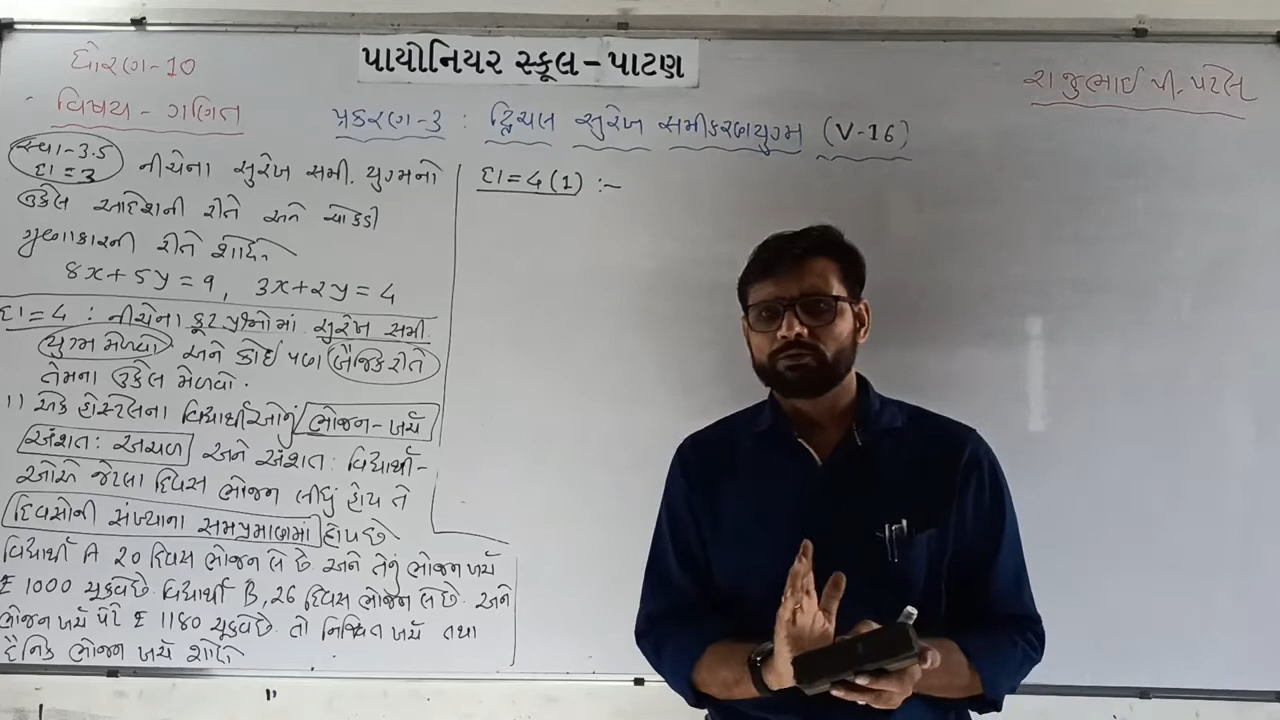 પાયોનિયર સ્કૂલ - પાટણ
ધોરણ-10
રાજુભાઈ પી. પટેલ
વિષય - ગણિત
પ્રકરણ-3 : દ્વિચલ સુરેખ સમીકરણયુગ્મ (V-16)
સ્વા-3.5
દા=3 નીચેના સુરેખ સમી. યુગ્મનો
ઉકેલ આદેશની રીતે અને ચોકડી
ગુણાકારની રીતે શોધો.
8x+5y=9, 3x+2y=4
દા=4 : નીચેના કૂટ પ્રશ્નોમાં સુરેખ સમી.
યુગ્મ મેળવો અને કોઈ પણ બૈજિક રીતે
તેમના ઉકેલ મેળવો.
1) એક હોસ્ટેલના વિદ્યાર્થીઓનું ભોજન-ખર્ચ
અંશત: અચળ અને અંશત: વિદ્યાર્થી-
ઓએ જેટલા દિવસ ભોજન લીધું હોય તે
દિવસોની સંખ્યાના સમપ્રમાણમાં હોય છે
વિદ્યાર્થી A 20 દિવસ ભોજન લે છે. અને તેનું ભોજન ખર્ચ
₹ 1000 ચૂકવે છે. વિદ્યાર્થી B, 26 દિવસ ભોજન લે છે. અને
ભોજન ખર્ચ પેટે ₹ 1180 ચૂકવે છે. તો નિશ્ચિત ખર્ચ તથા
દૈનિક ભોજન ખર્ચ શોધો
દા=4(1) :-